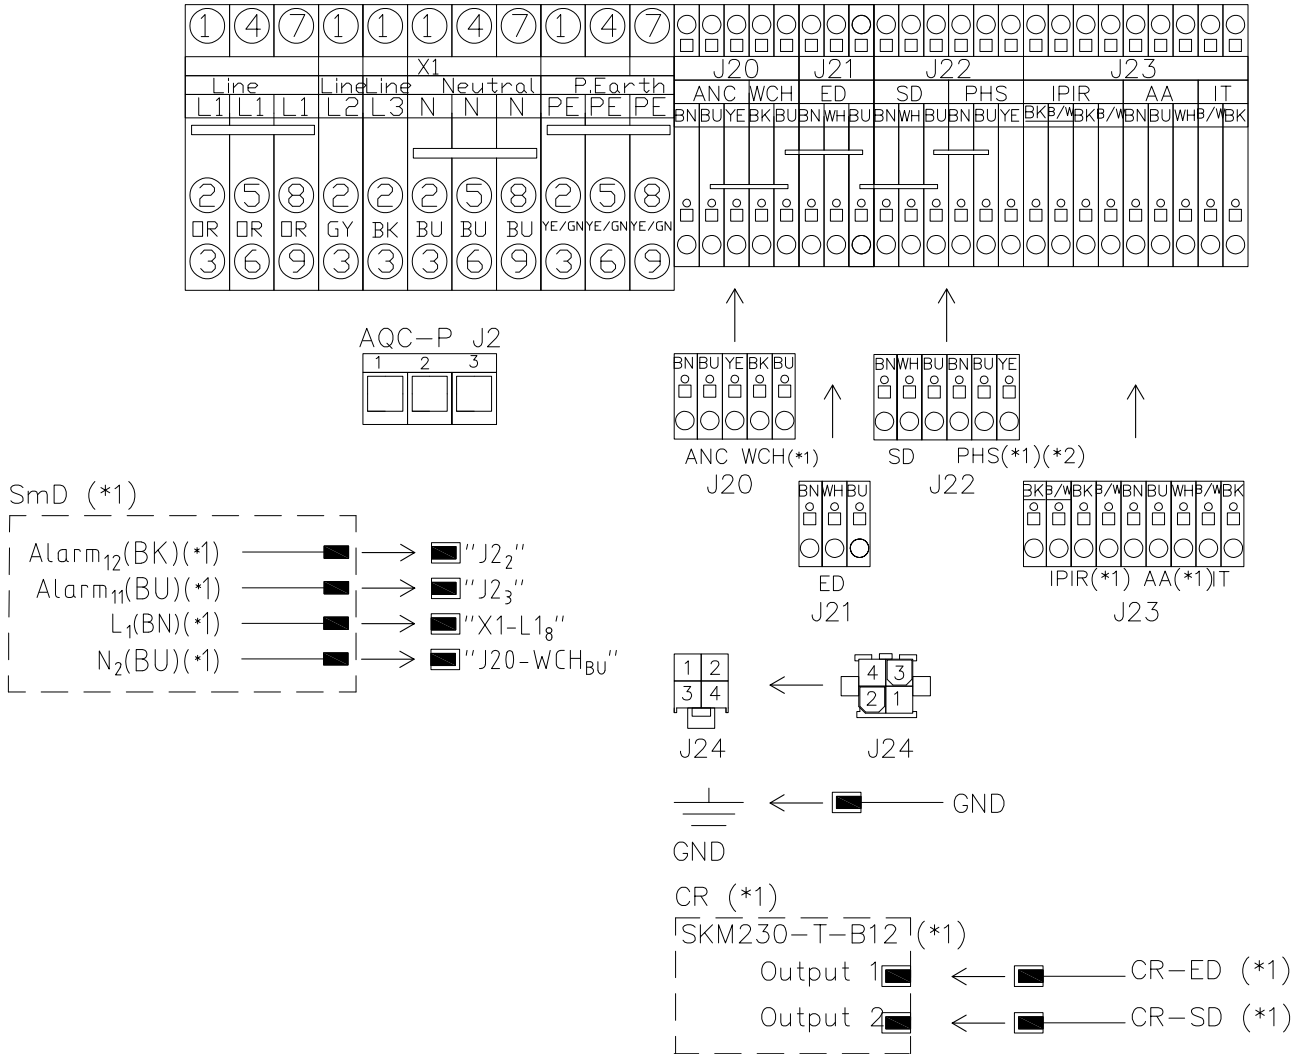 1 4 7 1 1 1 4 7 1 4 7
X1 J20 J21 J22 J23
Line Line Line Neutral P.Earth ANC WCH ED SD PHS IPIR AA IT
L1 L1 L1 L2 L3 N N N PE PE PE BN BU YE BK BU BN WH BU BN WH BU BN BU YE BK B/W BK B/W BN BU WH B/W BK
2 5 8 2 2 2 5 8 2 5 8
OR OR OR GY BK BU BU BU YE/GN YE/GN YE/GN
3 6 9 3 3 3 6 9 3 6 9
AQC-P J2
1 2 3
BN BU YE BK BU
ANC WCH(*1)
J20
BN WH BU BN BU YE
SD PHS(*1)(*2)
J22
BN WH BU
ED
J21
BK B/W BK B/W BN BU WH B/W BK
IPIR(*1) AA(*1) IT
J23
SmD (*1)
Alarm12(BK)(*1) "J22"
Alarm11(BU)(*1) "J23"
L1(BN)(*1) "X1-L18"
N2(BU)(*1) "J20-WCHBU"
1 2 4 3
3 4 2 1
J24 J24
GND
GND
CR (*1)
SKM230-T-B12 (*1)
Output 1 CR-ED (*1)
Output 2 CR-SD (*1)